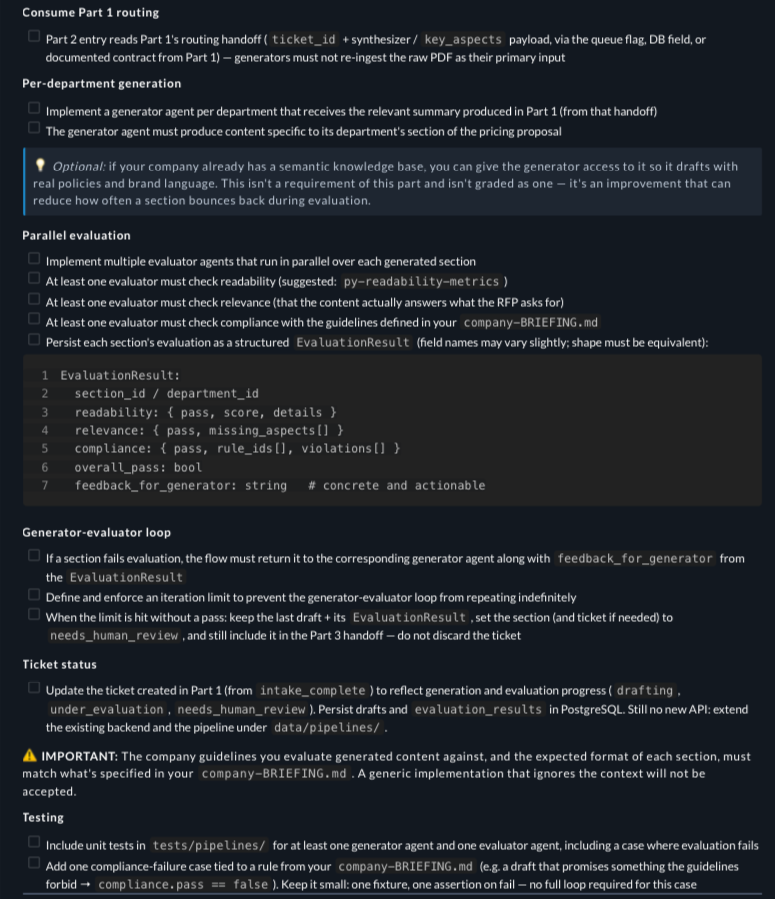 Consume Part 1 routing
Part 2 entry reads Part 1's routing handoff ( ticket_id + synthesizer / key_aspects payload, via the queue flag, DB field, or
documented contract from Part 1) — generators must not re-ingest the raw PDF as their primary input
Per-department generation
Implement a generator agent per department that receives the relevant summary produced in Part 1 (from that handoff)
The generator agent must produce content specific to its department's section of the pricing proposal
💡 Optional: if your company already has a semantic knowledge base, you can give the generator access to it so it drafts with
real policies and brand language. This isn't a requirement of this part and isn't graded as one — it's an improvement that can
reduce how often a section bounces back during evaluation.
Parallel evaluation
Implement multiple evaluator agents that run in parallel over each generated section
At least one evaluator must check readability (suggested: py-readability-metrics )
At least one evaluator must check relevance (that the content actually answers what the RFP asks for)
At least one evaluator must check compliance with the guidelines defined in your company-BRIEFING.md
Persist each section's evaluation as a structured EvaluationResult (field names may vary slightly; shape must be equivalent):
1 EvaluationResult:
2 section_id / department_id
3 readability: { pass, score, details }
4 relevance: { pass, missing_aspects[] }
5 compliance: { pass, rule_ids[], violations[] }
6 overall_pass: bool
7 feedback_for_generator: string # concrete and actionable
Generator-evaluator loop
If a section fails evaluation, the flow must return it to the corresponding generator agent along with feedback_for_generator from
the EvaluationResult
Define and enforce an iteration limit to prevent the generator-evaluator loop from repeating indefinitely
When the limit is hit without a pass: keep the last draft + its EvaluationResult , set the section (and ticket if needed) to
needs_human_review , and still include it in the Part 3 handoff — do not discard the ticket
Ticket status
Update the ticket created in Part 1 (from intake_complete ) to reflect generation and evaluation progress ( drafting ,
under_evaluation , needs_human_review ). Persist drafts and evaluation_results in PostgreSQL. Still no new API: extend
the existing backend and the pipeline under data/pipelines/ .
⚠️ IMPORTANT: The company guidelines you evaluate generated content against, and the expected format of each section, must
match what's specified in your company-BRIEFING.md . A generic implementation that ignores the context will not be
accepted.
Testing
Include unit tests in tests/pipelines/ for at least one generator agent and one evaluator agent, including a case where evaluation fails
Add one compliance-failure case tied to a rule from your company-BRIEFING.md (e.g. a draft that promises something the guidelines
forbid → compliance.pass == false ). Keep it small: one fixture, one assertion on fail — no full loop required for this case